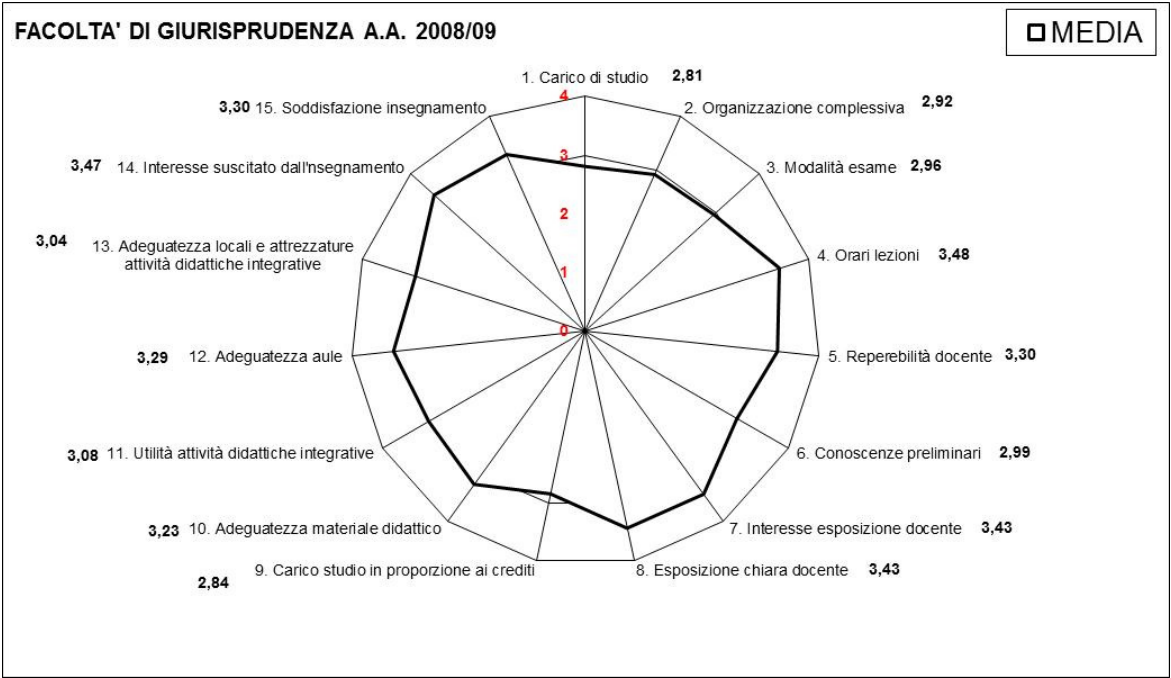 FACOLTA' DI GIURISPRUDENZA A.A. 2008/09
MEDIA
1. Carico di studio 2,81
2. Organizzazione complessiva 2,92
3. Modalità esame 2,96
4. Orari lezioni 3,48
5. Reperebilità docente 3,30
6. Conoscenze preliminari 2,99
7. Interesse esposizione docente 3,43
8. Esposizione chiara docente 3,43
9. Carico studio in proporzione ai crediti
2,84
3,23 10. Adeguatezza materiale didattico
3,08 11. Utilità attività didattiche integrative
3,29 12. Adeguatezza aule
3,04 13. Adeguatezza locali e attrezzature
attività didattiche integrative
3,47 14. Interesse suscitato dall'nsegnamento
3,30 15. Soddisfazione insegnamento
4
3
2
1
0